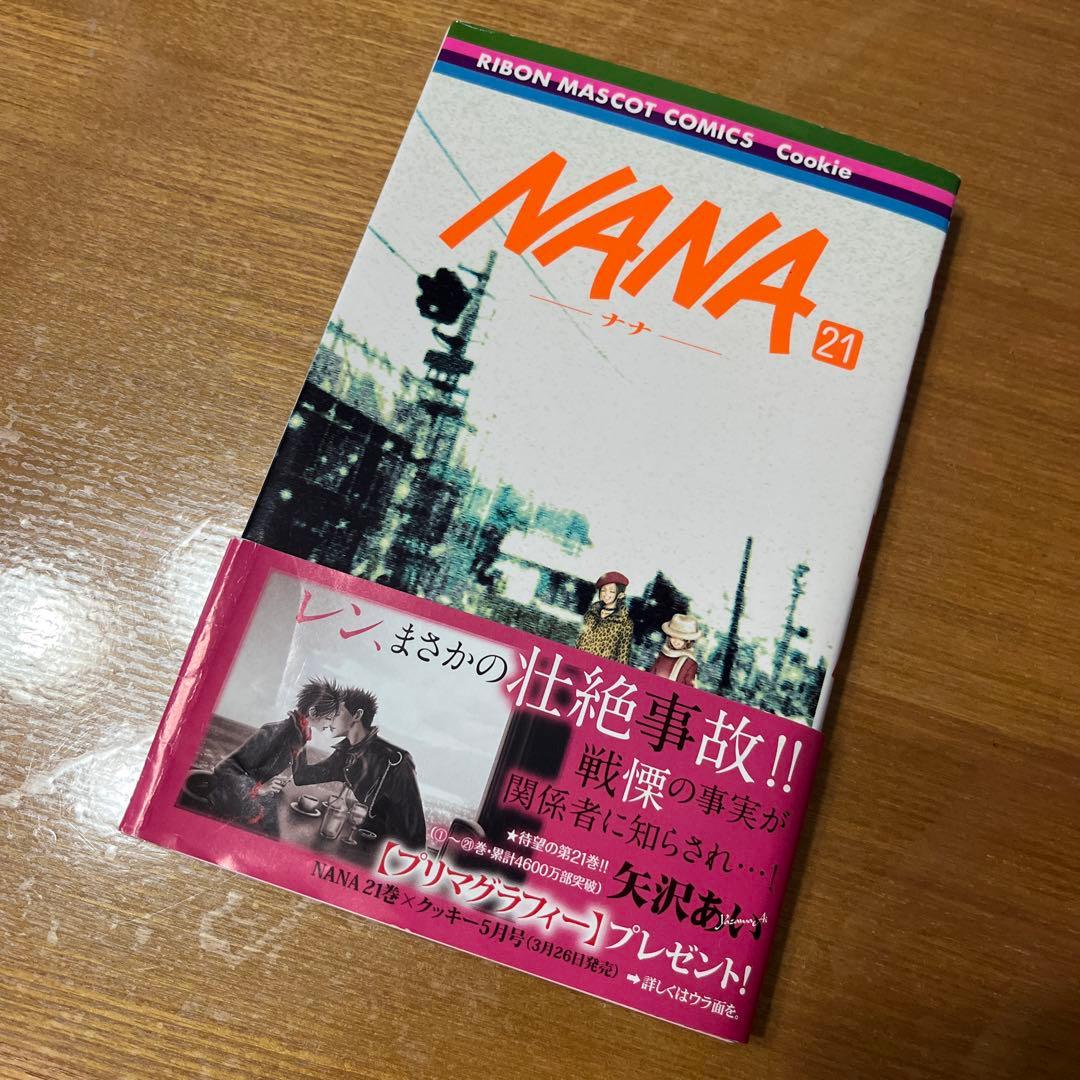 RIBON MASCOT COMICS Cookie
NANA
ナナ
21
レン、まさかの壮絶事故!!
戦慄の事実が
関係者に知らされ…!
★待望の第21巻!!
(①〜㉑巻・累計4600万部突破)
矢沢あい
Yazawa Ai
【プリマグラフィー】プレゼント!
NANA 21巻×クッキー5月号(3月26日発売)
➡詳しくはウラ面を。